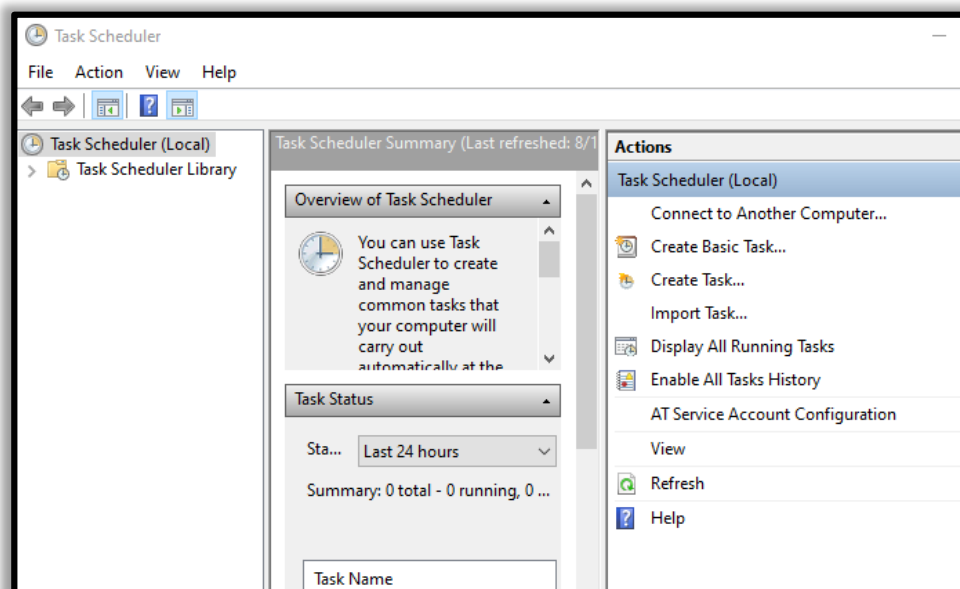 Task Scheduler
File Action View Help
Task Scheduler (Local)
Task Scheduler Library
Task Scheduler Summary (Last refreshed: 8/1
Overview of Task Scheduler
You can use Task
Scheduler to create
and manage
common tasks that
your computer will
carry out
automatically at the
Task Status
Sta...
Last 24 hours
Summary: 0 total - 0 running, 0 ...
Task Name
Actions
Task Scheduler (Local)
Connect to Another Computer...
Create Basic Task...
Create Task...
Import Task...
Display All Running Tasks
Enable All Tasks History
AT Service Account Configuration
View
Refresh
Help